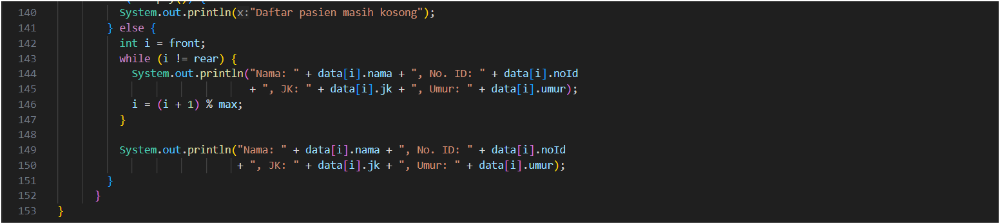 140 System.out.println(x:"Daftar pasien masih kosong");
141 } else {
142 int i = front;
143 while (i != rear) {
144 System.out.println("Nama: " + data[i].nama + ", No. ID: " + data[i].noId
145 + ", JK: " + data[i].jk + ", Umur: " + data[i].umur);
146 i = (i + 1) % max;
147 }
148
149 System.out.println("Nama: " + data[i].nama + ", No. ID: " + data[i].noId
150 + ", JK: " + data[i].jk + ", Umur: " + data[i].umur);
151 }
152 }
153 }